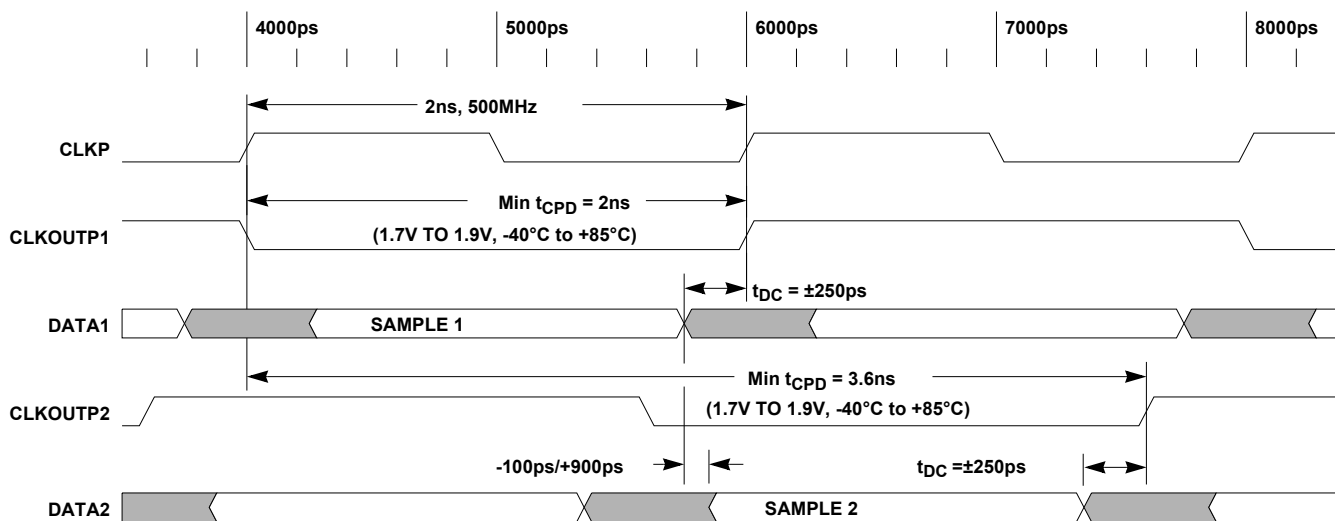 4000ps 5000ps 6000ps 7000ps 8000ps
2ns, 500MHz
CLKP
Min tCPD = 2ns
CLKOUTP1
(1.7V TO 1.9V, -40°C to +85°C)
tDC = ±250ps
DATA1
SAMPLE 1
Min tCPD = 3.6ns
CLKOUTP2
(1.7V TO 1.9V, -40°C to +85°C)
-100ps/+900ps
tDC =±250ps
DATA2
SAMPLE 2